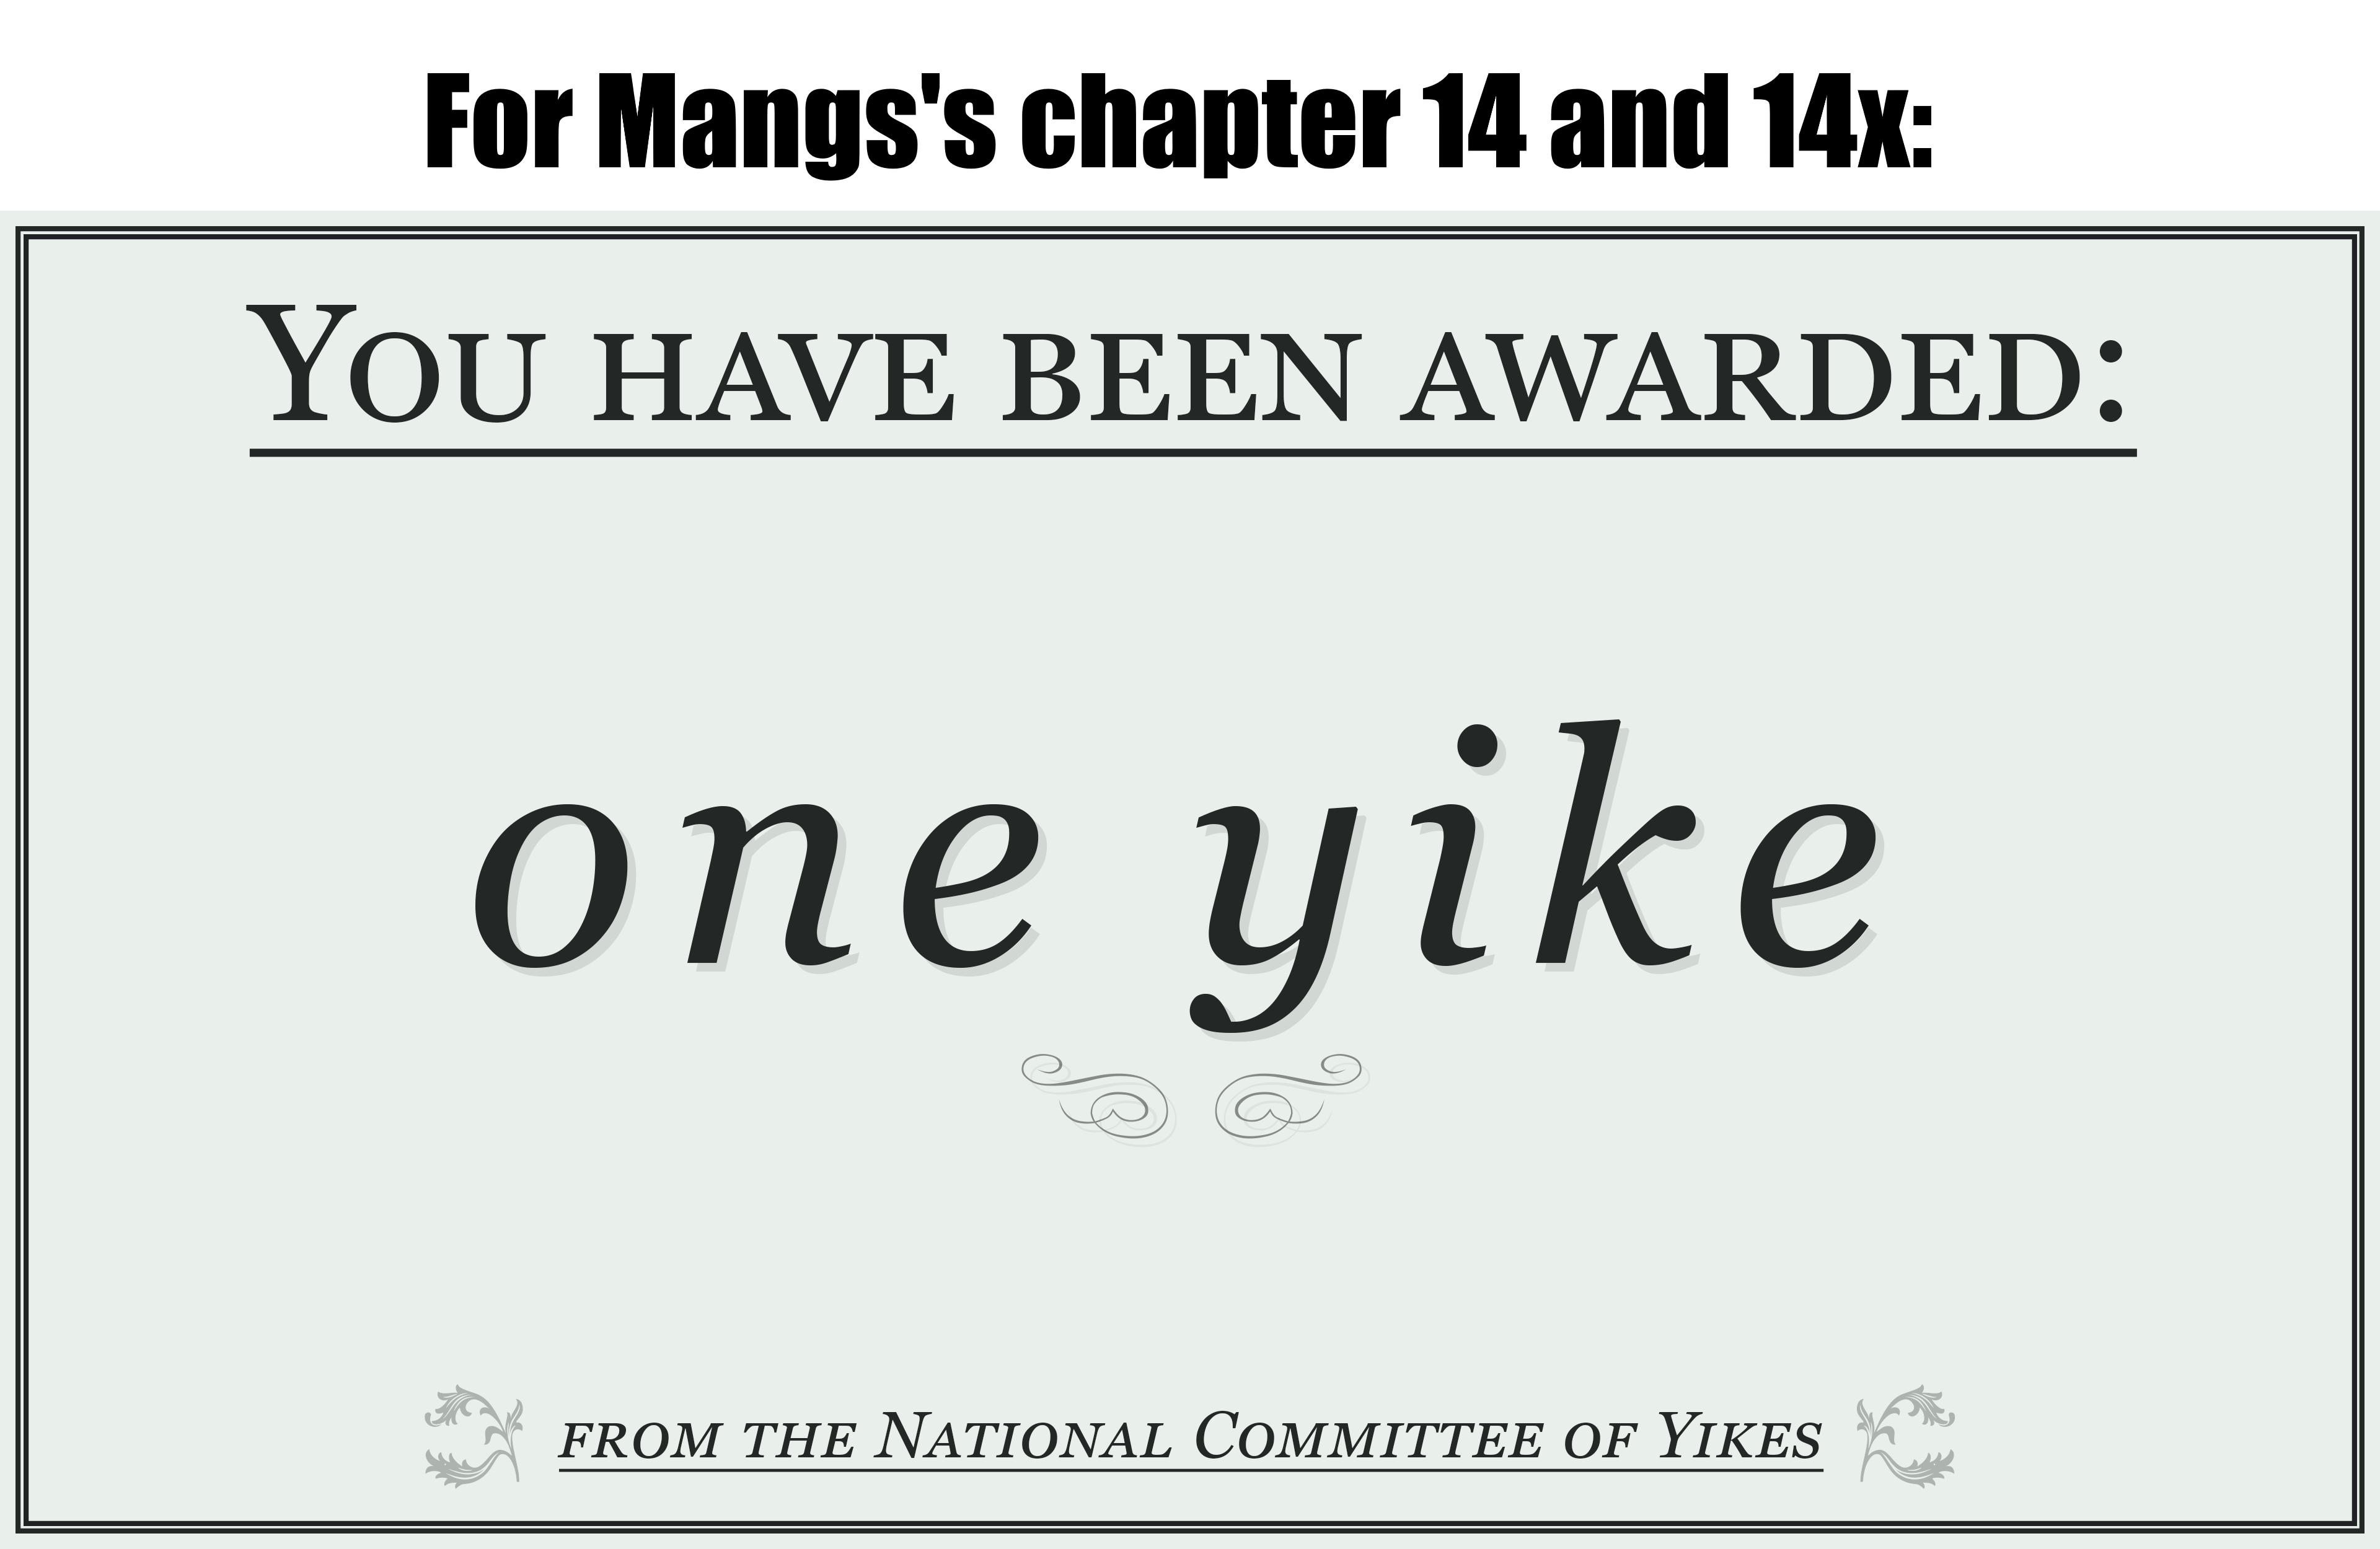 For Mangs's chapter 14 and 14x:
You have been awarded:
one yike
from the National Committee of Yikes